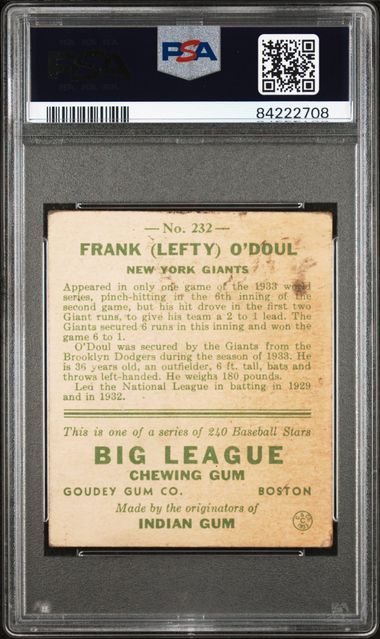 PSA
PSA
84222708
— No. 232 —
FRANK (LEFTY) O'DOUL
NEW YORK GIANTS
Appeared in only one game of the 1933 world
series, pinch-hitting in the 6th inning of the
second game, but his hit drove in the first two
Giant runs, to give his team a 2 to 1 lead. The
Giants secured 6 runs in this inning and won the
game 6 to 1.
O'Doul was secured by the Giants from the
Brooklyn Dodgers during the season of 1933. He
is 36 years old, an outfielder, 6 ft. tall, bats and
throws left-handed. He weighs 180 pounds.
Led the National League in batting in 1929
and in 1932.
This is one of a series of 240 Baseball Stars
BIG LEAGUE
CHEWING GUM
GOUDEY GUM CO. BOSTON
Made by the originators of
INDIAN GUM